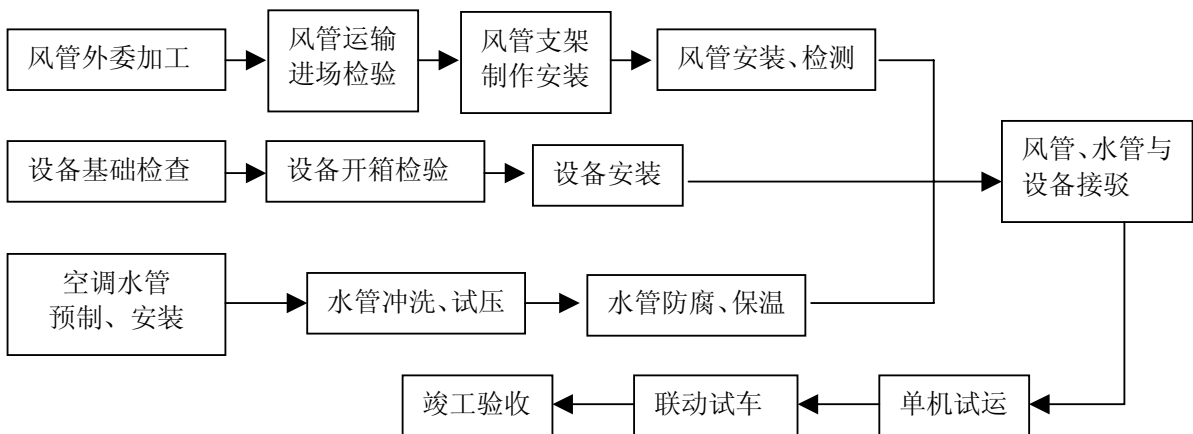 风管外委加工
风管运输
进场检验
风管支架
制作安装
风管安装、检测
设备基础检查
设备开箱检验
设备安装
风管、水管与
设备接驳
空调水管
预制、安装
水管冲洗、试压
水管防腐、保温
竣工验收
联动试车
单机试运